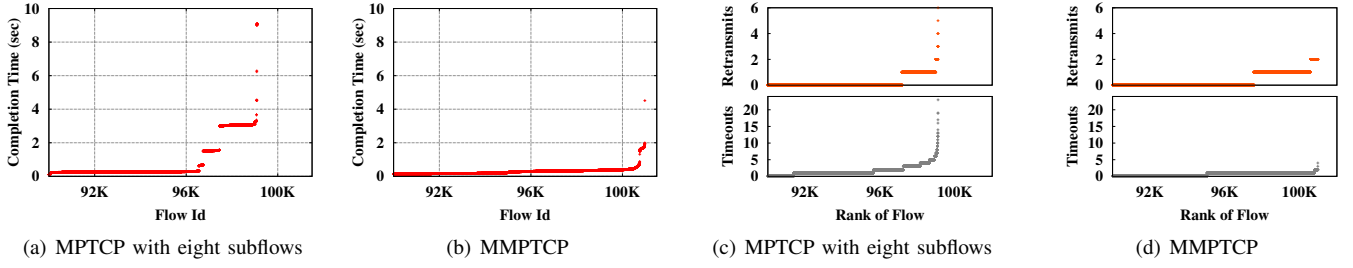 Completion Time (sec)
10
8
6
4
2
0
92K 96K 100K
Flow Id
(a) MPTCP with eight subflows
Completion Time (sec)
10
8
6
4
2
0
92K 96K 100K
Flow Id
(b) MMPTCP
Retransmits
6
4
2
0
Timeouts
20
15
10
5
0
92K 96K 100K
Rank of Flow
(c) MPTCP with eight subflows
Retransmits
6
4
2
0
Timeouts
20
15
10
5
0
92K 96K 100K
Rank of Flow
(d) MMPTCP